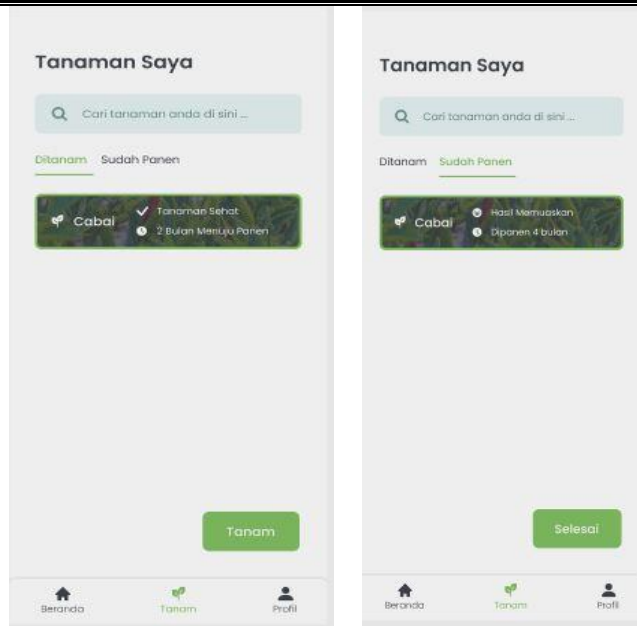 Tanaman Saya
Cari tanaman anda di sini ...
Ditanam Sudah Panen
Cabai
Tanaman Sehat
2 Bulan Menuju Panen
Tanam
Beranda Tanam Profil
Tanaman Saya
Cari tanaman anda di sini ...
Ditanam Sudah Panen
Cabai
Hasil Memuaskan
Dipanen 4 bulan
Selesai
Beranda Tanam Profil